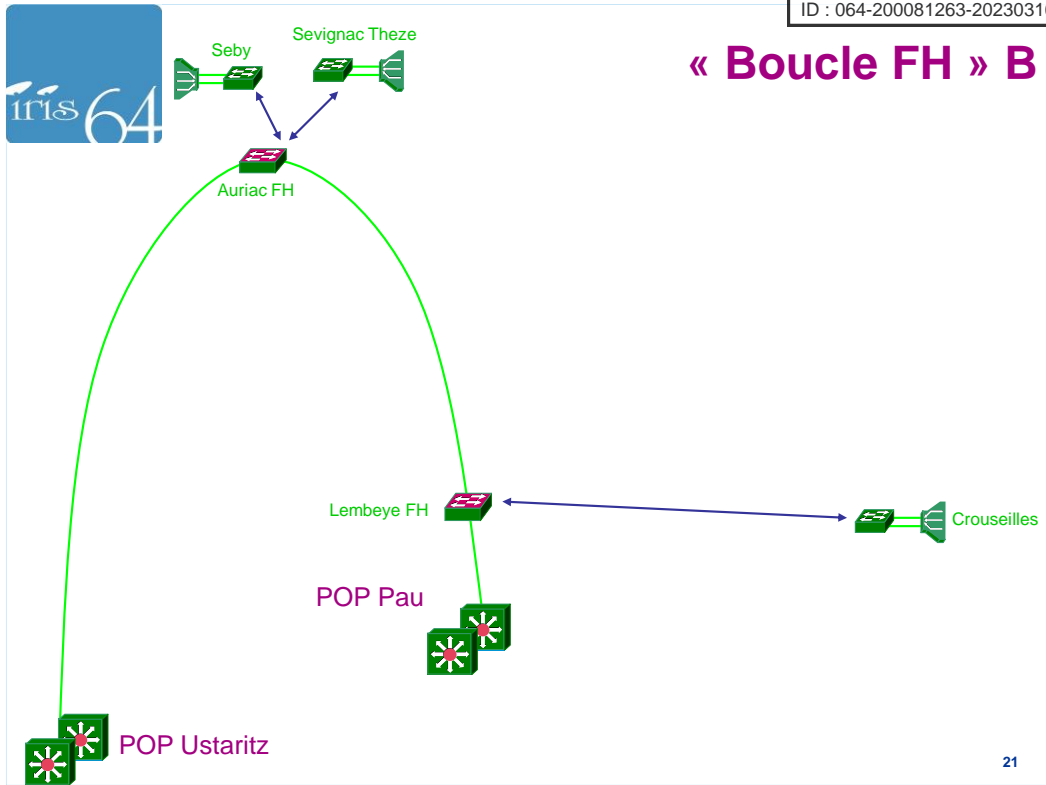 ID : 064-200081263-2023031
« Boucle FH » B
iris 64
Seby
Sevignac Theze
Auriac FH
Lembeye FH
Crouseilles
POP Pau
POP Ustaritz
21